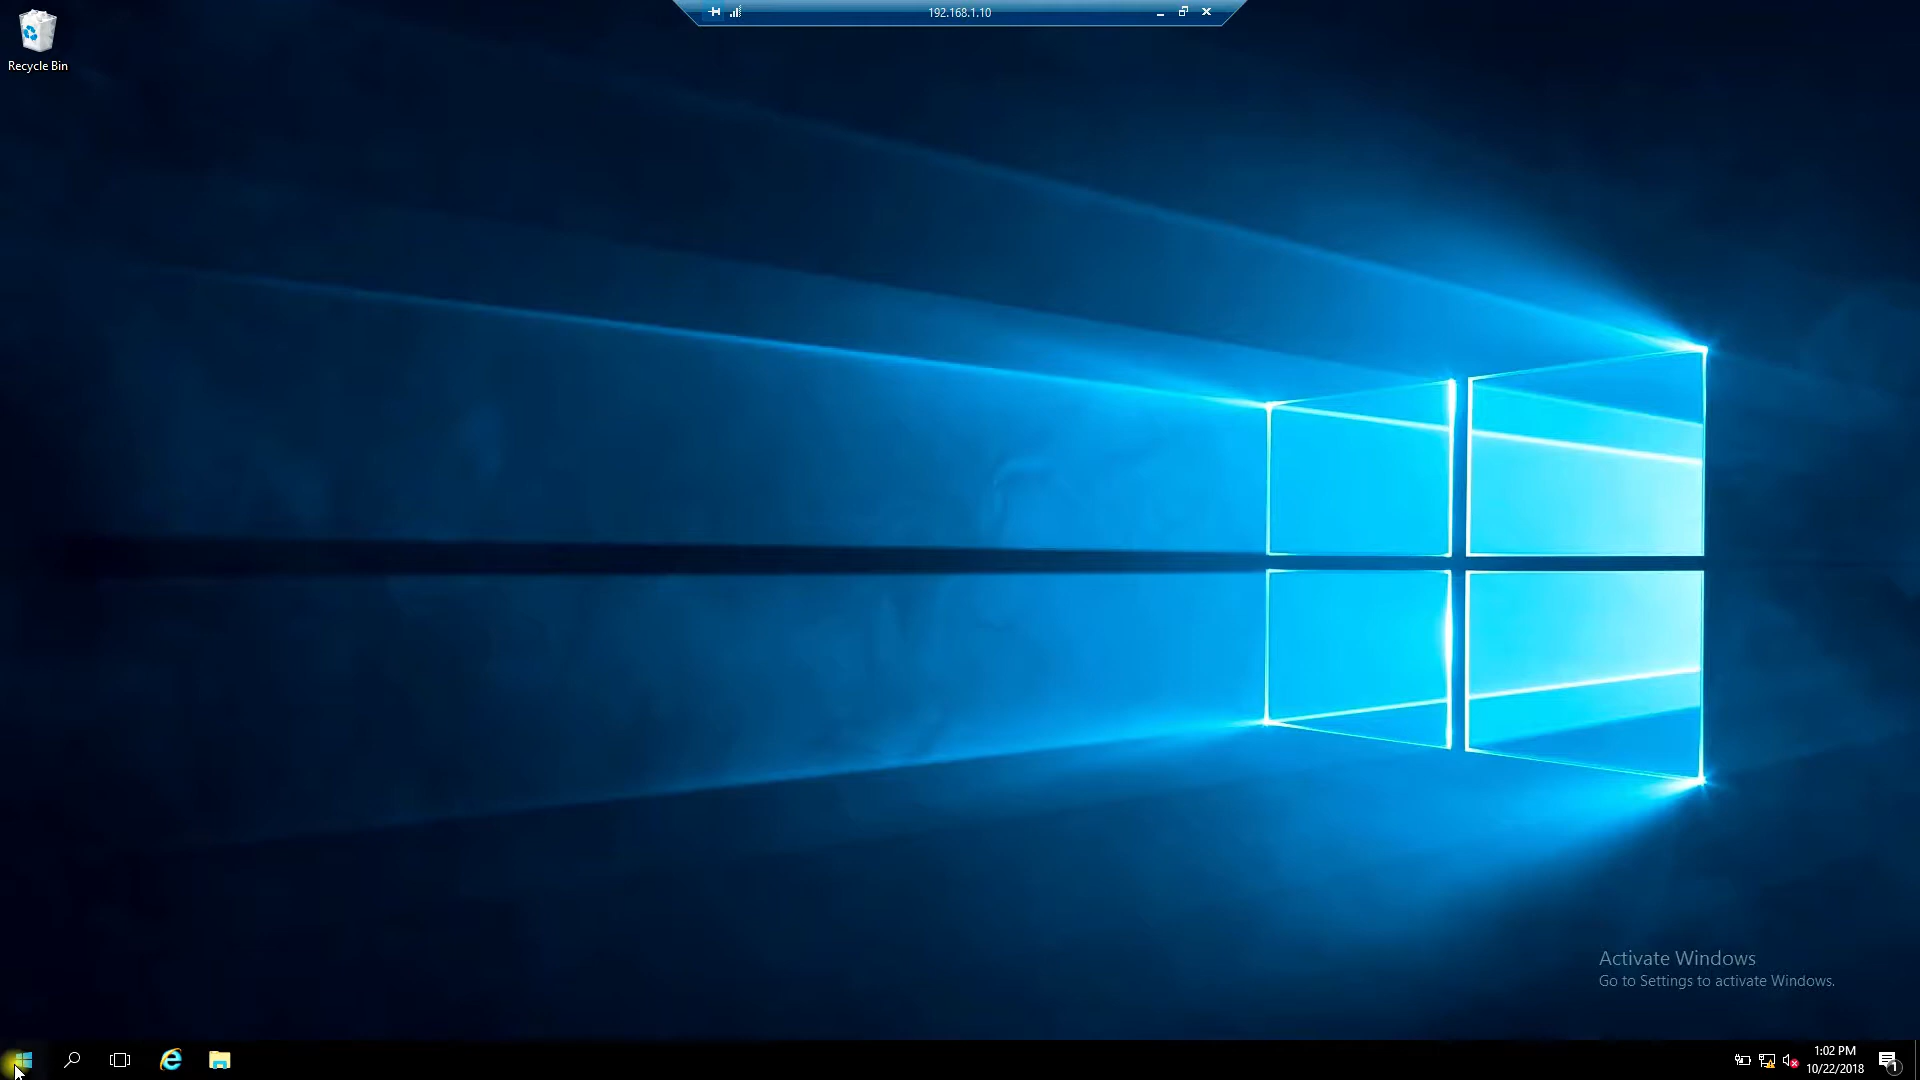 192.168.1.10
Recycle Bin
Activate Windows
Go to Settings to activate Windows.
1:02 PM
10/22/2018
1